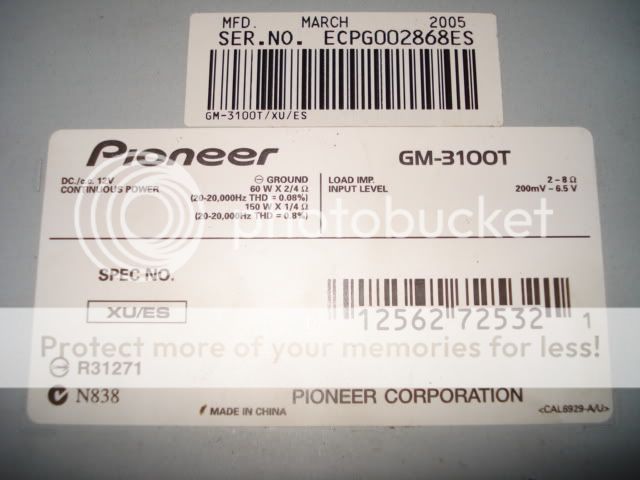 MFD. MARCH 2005
SER.NO. ECPG002868ES
GM-3100T/XU/ES
Pioneer GM-3100T
DC./c.c. 12V ⊖ GROUND LOAD IMP. 2 – 8 Ω
CONTINUOUS POWER 60 W X 2/4 Ω INPUT LEVEL 200mV – 6.5 V
(20-20,000Hz THD = 0.08%)
150 W X 1/4 Ω
(20-20,000Hz THD = 0.8%)
photobucket
SPEC NO.
XU/ES
12562 72532 1
Protect more of your memories for less!
R31271
N838
MADE IN CHINA
PIONEER CORPORATION
<CAL6929-A/U>